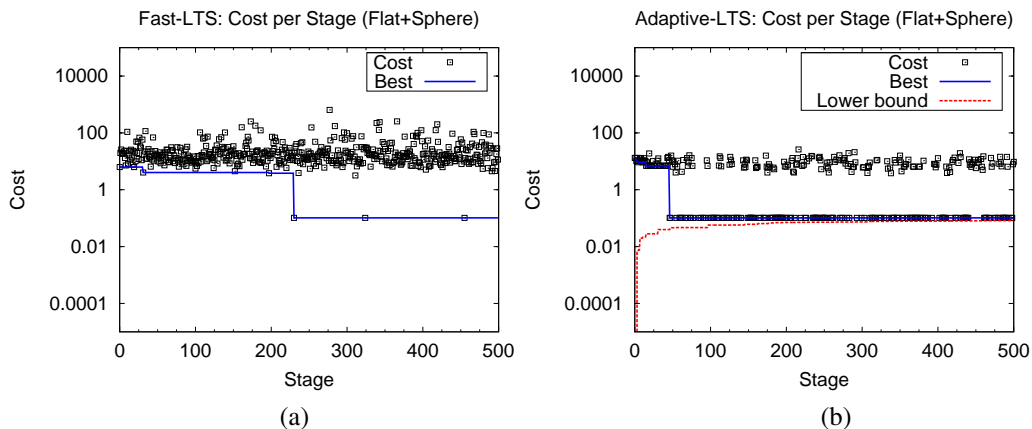 Fast-LTS: Cost per Stage (Flat+Sphere)
Cost
Best
10000
100
1
0.01
0.0001
Cost
0 100 200 300 400 500
Stage
(a)
Adaptive-LTS: Cost per Stage (Flat+Sphere)
Cost
Best
Lower bound
10000
100
1
0.01
0.0001
Cost
0 100 200 300 400 500
Stage
(b)